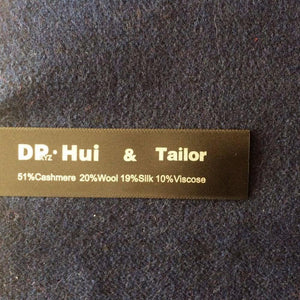 DR· Hui & Tailor
51%Cashmere 20%Wool 19%Silk 10%Viscose